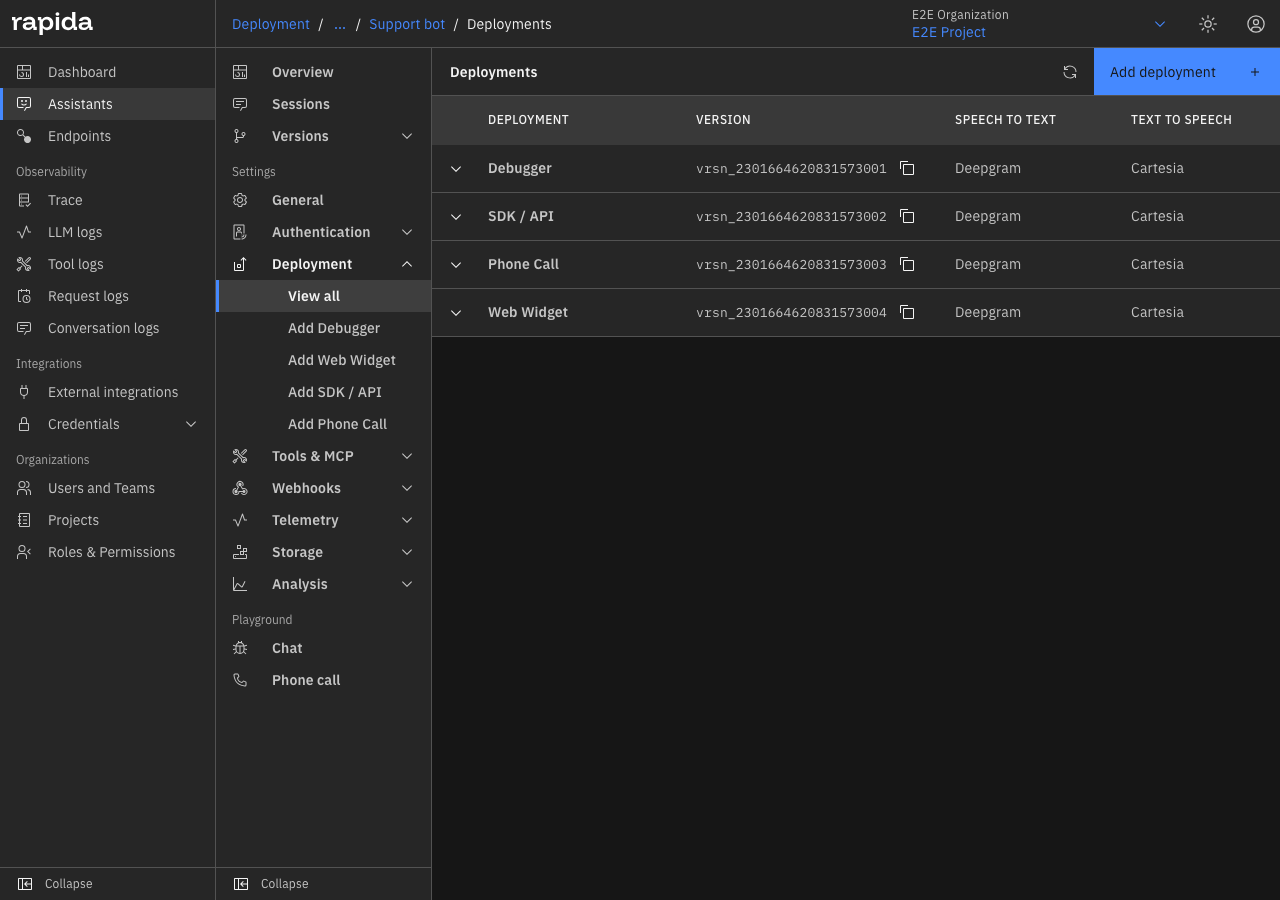 rapida
Deployment / ... / Support bot / Deployments
E2E Organization
E2E Project
Dashboard
Assistants
Endpoints
Observability
Trace
LLM logs
Tool logs
Request logs
Conversation logs
Integrations
External integrations
Credentials
Organizations
Users and Teams
Projects
Roles & Permissions
Collapse
Overview
Sessions
Versions
Settings
General
Authentication
Deployment
View all
Add Debugger
Add Web Widget
Add SDK / API
Add Phone Call
Tools & MCP
Webhooks
Telemetry
Storage
Analysis
Playground
Chat
Phone call
Collapse
Deployments
Add deployment +
DEPLOYMENT VERSION SPEECH TO TEXT TEXT TO SPEECH
Debugger vrsn_2301664620831573001 Deepgram Cartesia
SDK / API vrsn_2301664620831573002 Deepgram Cartesia
Phone Call vrsn_2301664620831573003 Deepgram Cartesia
Web Widget vrsn_2301664620831573004 Deepgram Cartesia